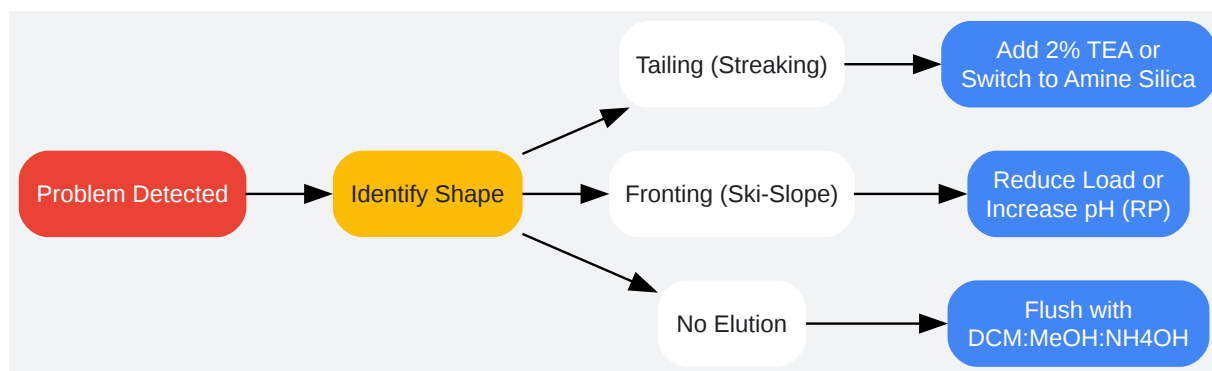 Problem Detected
Identify Shape
Tailing (Streaking)
Add 2% TEA or
Switch to Amine Silica
Fronting (Ski-Slope)
Reduce Load or
Increase pH (RP)
No Elution
Flush with
DCM:MeOH:NH4OH